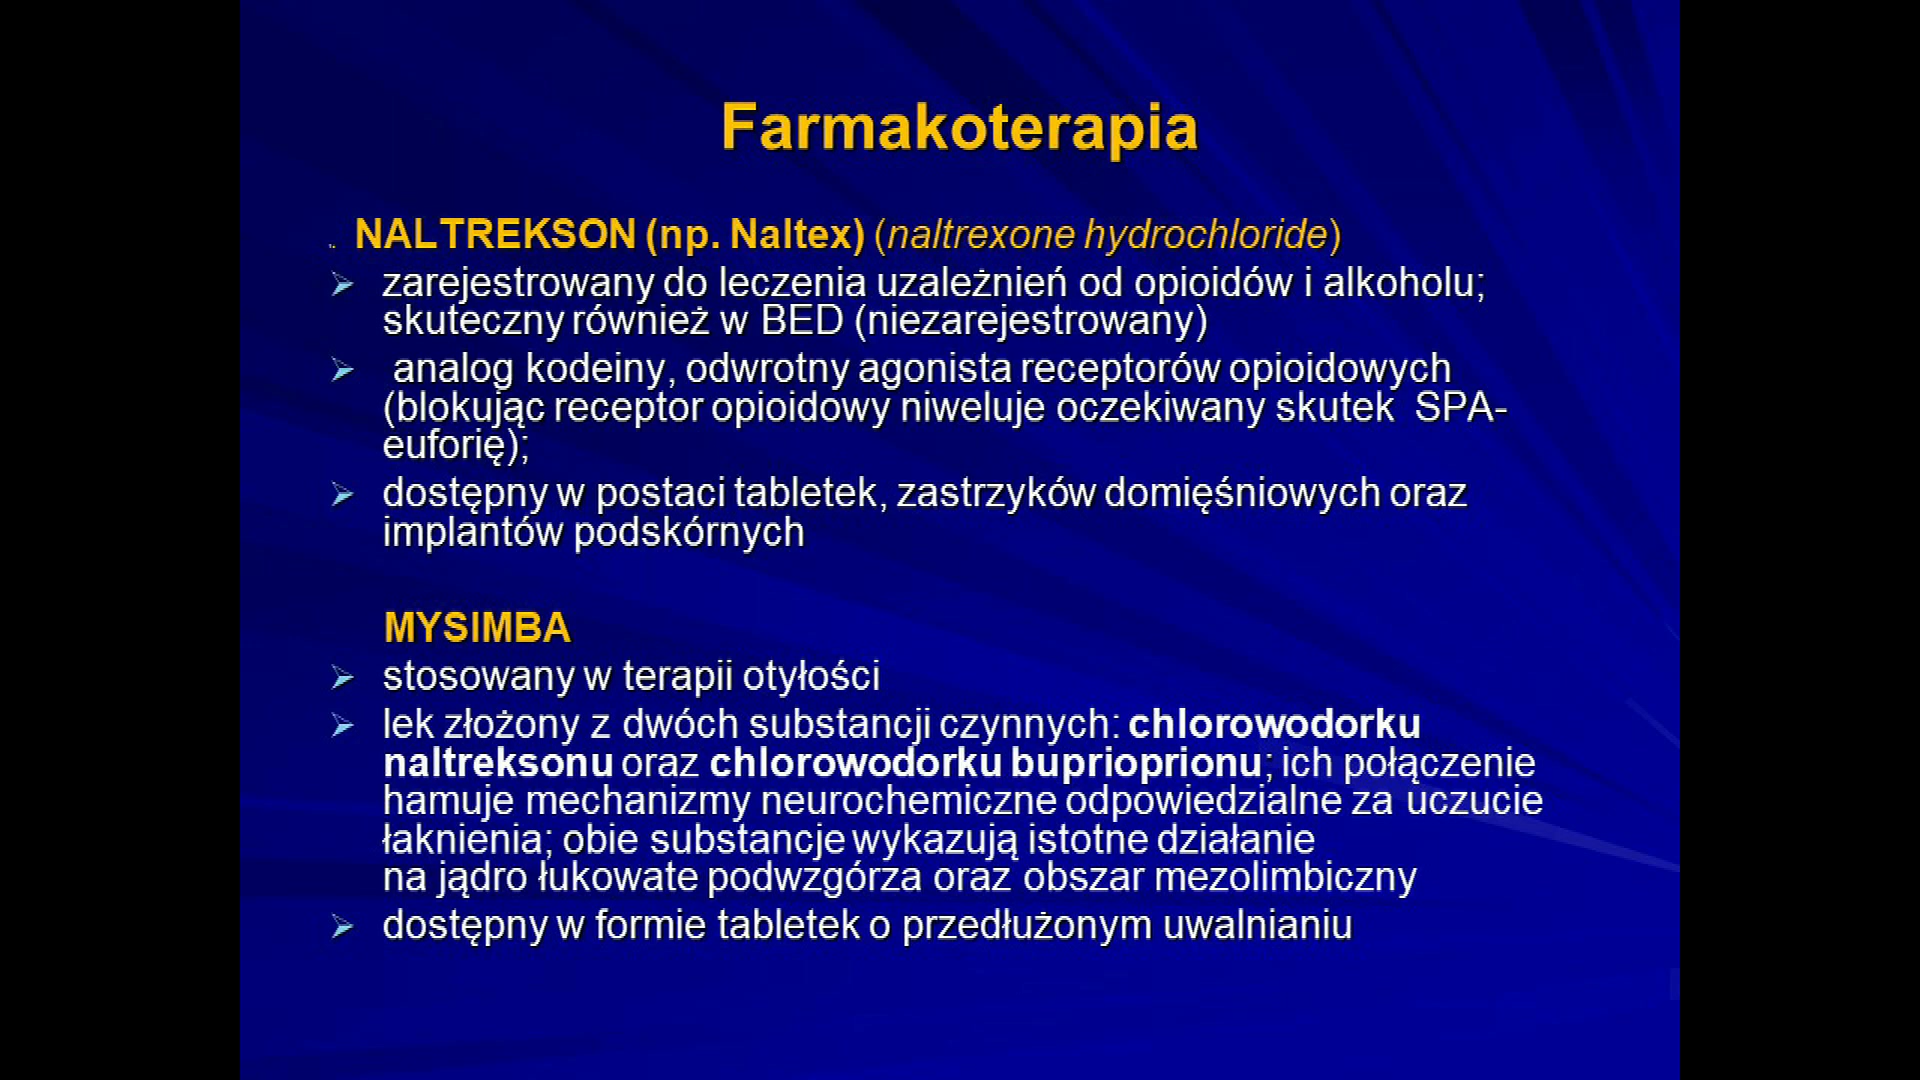 Farmakoterapia
NALTREKSON (np. Naltex) (naltrexone hydrochloride)
➢ zarejestrowany do leczenia uzależnień od opioidów i alkoholu;
skuteczny również w BED (niezarejestrowany)
➢ analog kodeiny, odwrotny agonista receptorów opioidowych
(blokując receptor opioidowy niweluje oczekiwany skutek SPA-
euforię);
➢ dostępny w postaci tabletek, zastrzyków domięśniowych oraz
implantów podskórnych
MYSIMBA
➢ stosowany w terapii otyłości
➢ lek złożony z dwóch substancji czynnych: chlorowodorku
naltreksonu oraz chlorowodorku buprioprionu; ich połączenie
hamuje mechanizmy neurochemiczne odpowiedzialne za uczucie
łaknienia; obie substancje wykazują istotne działanie
na jądro łukowate podwzgórza oraz obszar mezolimbiczny
➢ dostępny w formie tabletek o przedłużonym uwalnianiu